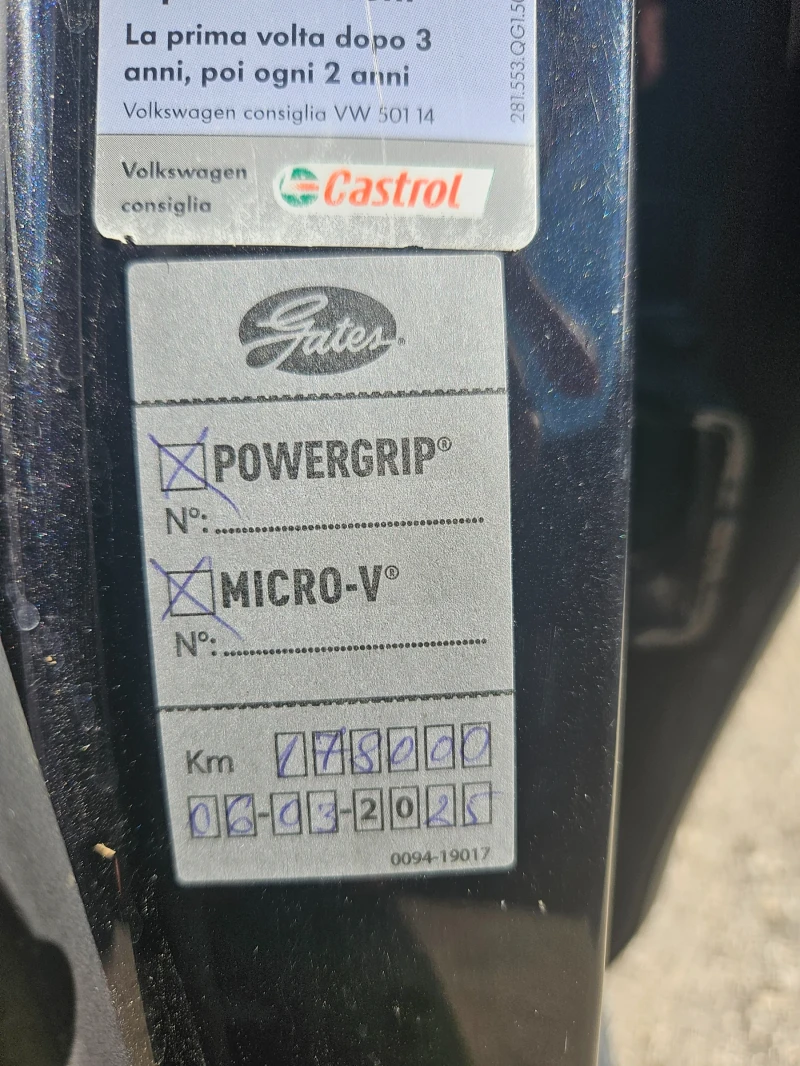 La prima volta dopo 3
anni, poi ogni 2 anni
Volkswagen consiglia VW 501 14
Volkswagen
consiglia
Castrol
Gates®
POWERGRIP®
N°:
MICRO-V®
N°:
Km 178000
06-03-2025
0094-19017